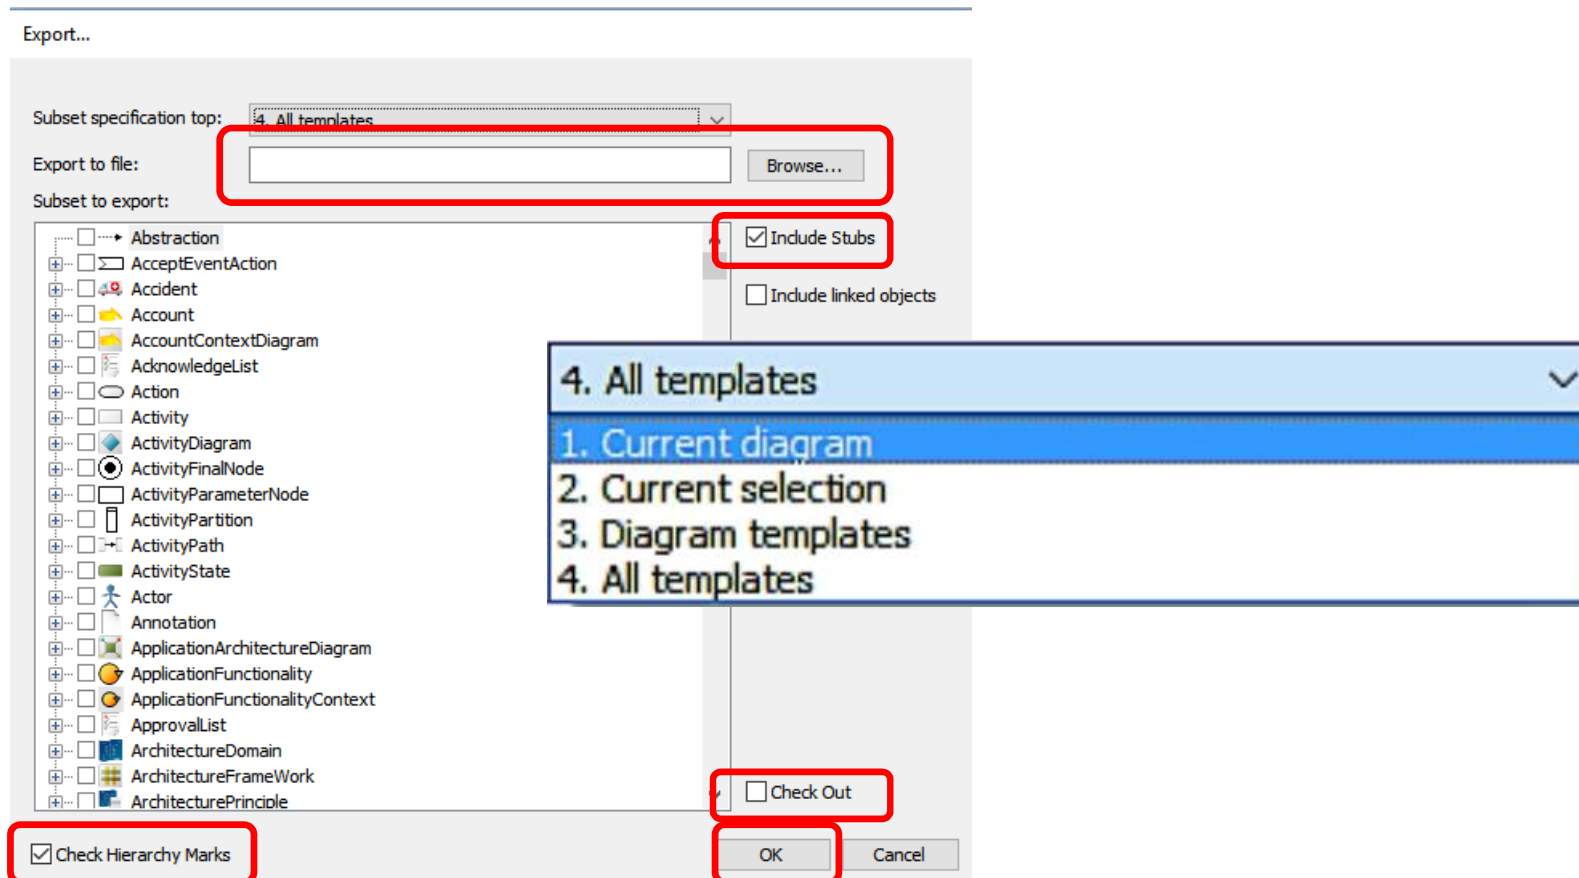 Export...
Subset specification top: 4. All templates
Export to file: Browse...
Subset to export:
Abstraction
Include Stubs
AcceptEventAction
Accident
Include linked objects
Account
AccountContextDiagram
AcknowledgeList
Action
Activity
ActivityDiagram
ActivityFinalNode
ActivityParameterNode
ActivityPartition
ActivityPath
ActivityState
Actor
Annotation
ApplicationArchitectureDiagram
ApplicationFunctionality
ApplicationFunctionalityContext
ApprovalList
ArchitectureDomain
ArchitectureFrameWork
ArchitecturePrinciple
4. All templates
1. Current diagram
2. Current selection
3. Diagram templates
4. All templates
Check Out
Check Hierarchy Marks
OK Cancel